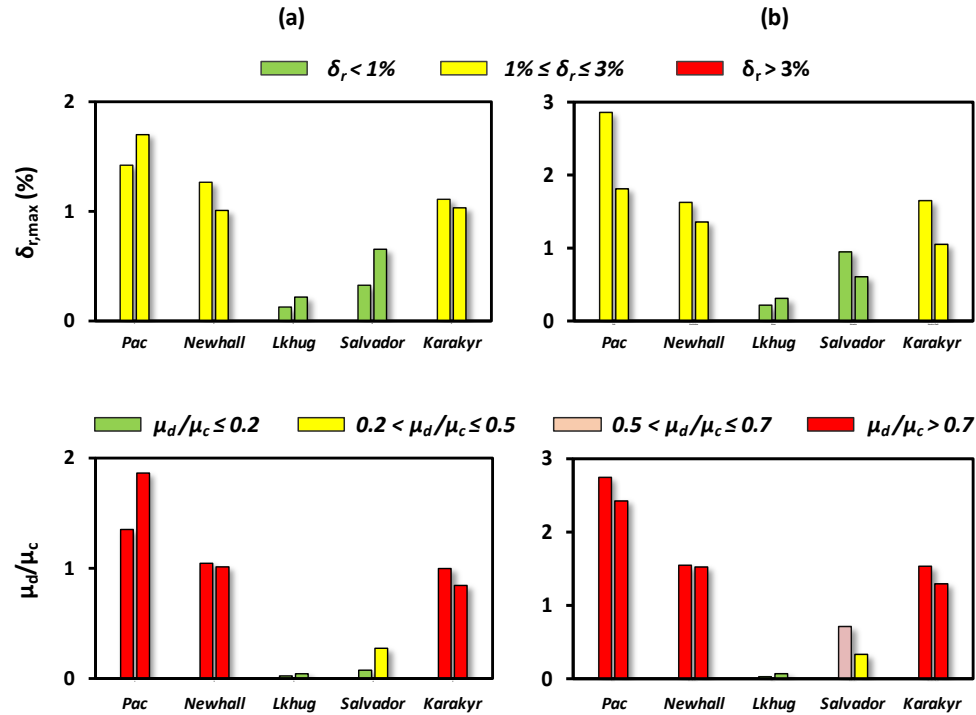 (a) (b)
δr < 1% 1% ≤ δr ≤ 3% δr > 3%
δr,max (%)
2
1
0
Pac Newhall Lkhug Salvador Karakyr
3
2
1
0
Pac Newhall Lkhug Salvador Karakyr
μd/μc ≤ 0.2 0.2 < μd/μc ≤ 0.5 0.5 < μd/μc ≤ 0.7 μd/μc > 0.7
μd/μc
2
1
0
Pac Newhall Lkhug Salvador Karakyr
3
2
1
0
Pac Newhall Lkhug Salvador Karakyr